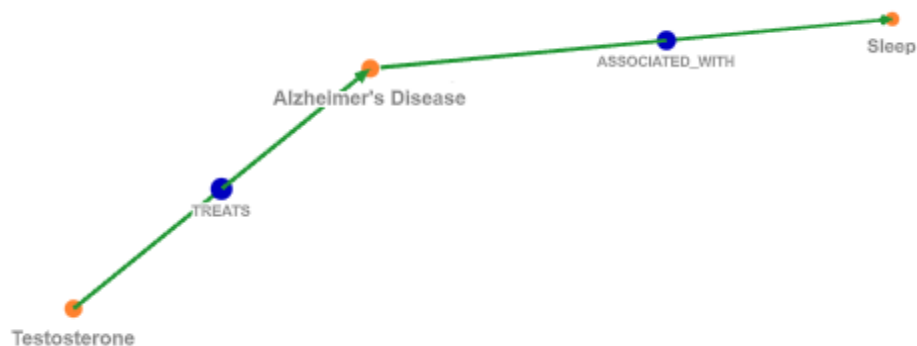 Sleep
ASSOCIATED_WITH
Alzheimer's Disease
TREATS
Testosterone